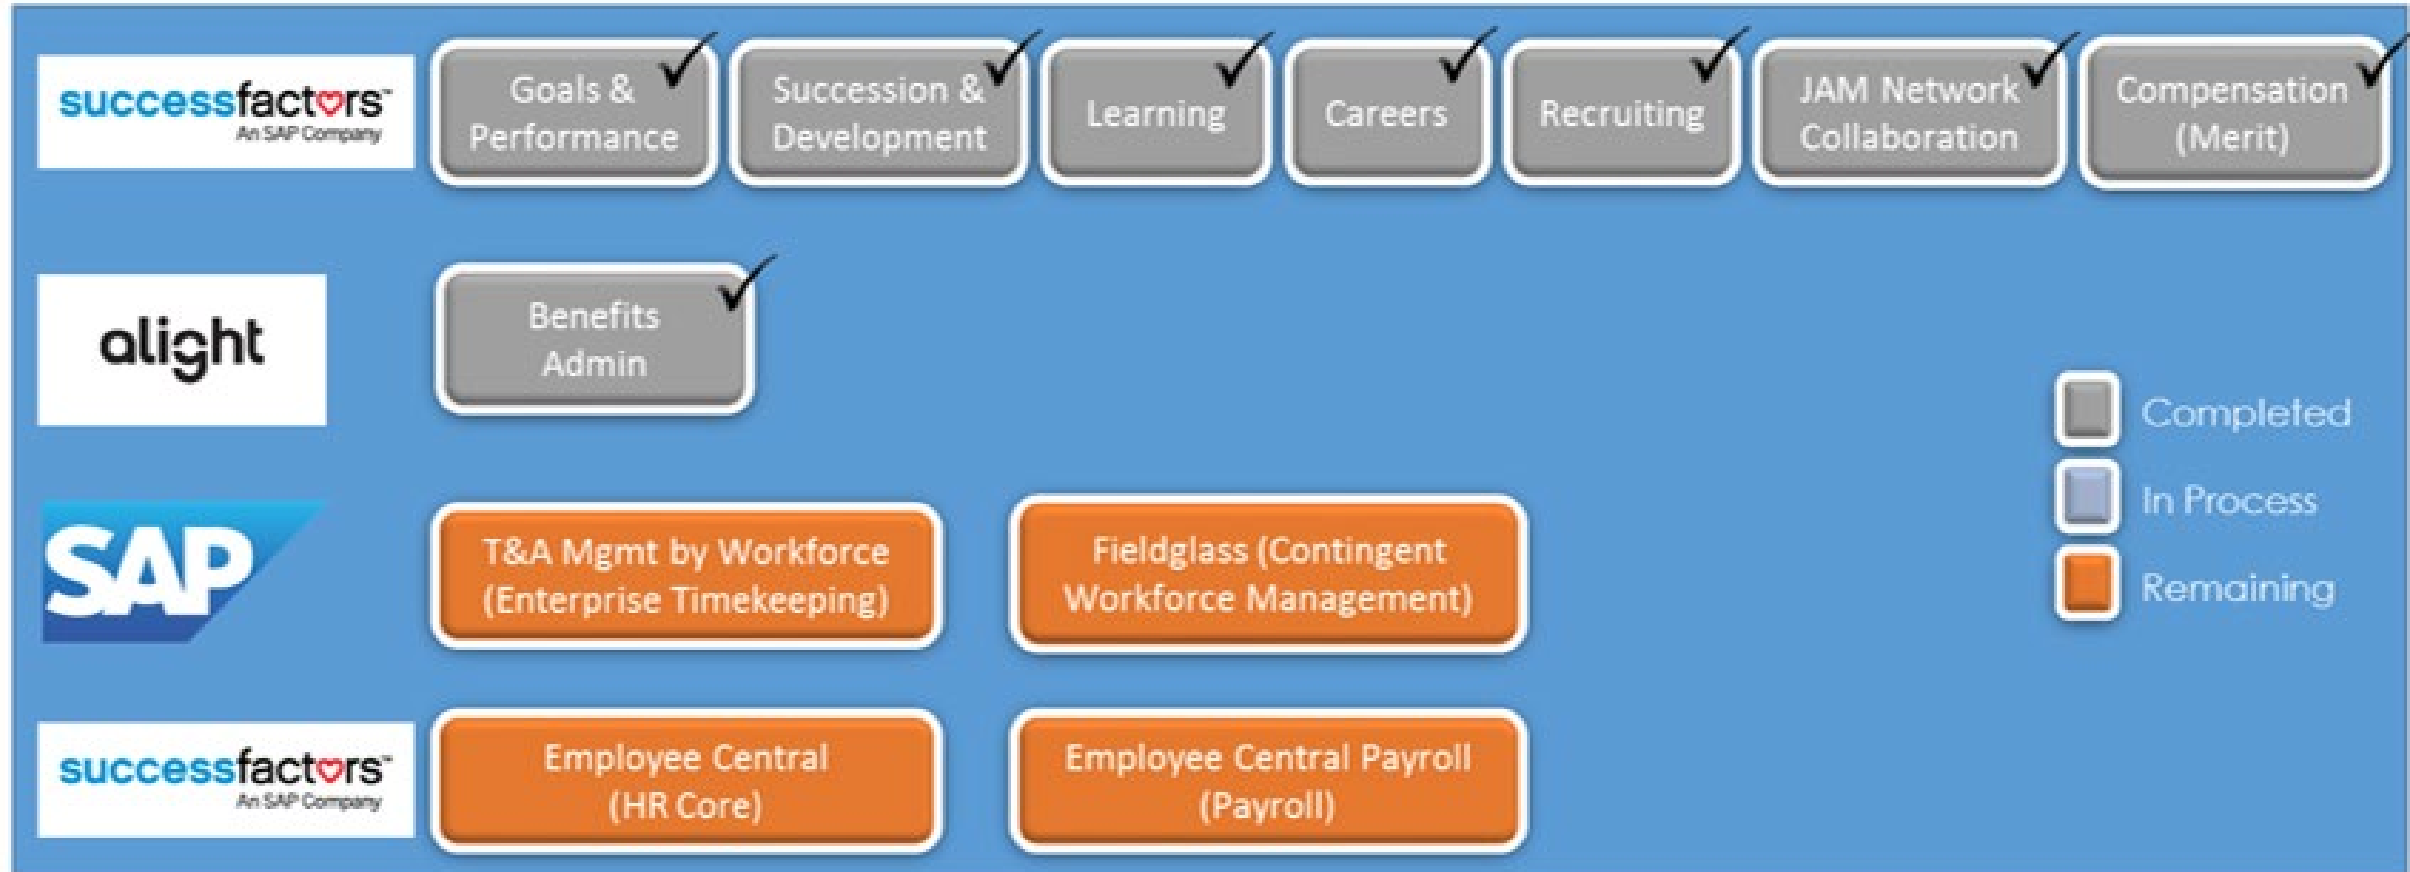 successfactors™
An SAP Company
Goals &
Performance
Succession &
Development
Learning
Careers
Recruiting
JAM Network
Collaboration
Compensation
(Merit)
alight
Benefits
Admin
Completed
In Process
Remaining
SAP
T&A Mgmt by Workforce
(Enterprise Timekeeping)
Fieldglass (Contingent
Workforce Management)
successfactors™
An SAP Company
Employee Central
(HR Core)
Employee Central Payroll
(Payroll)